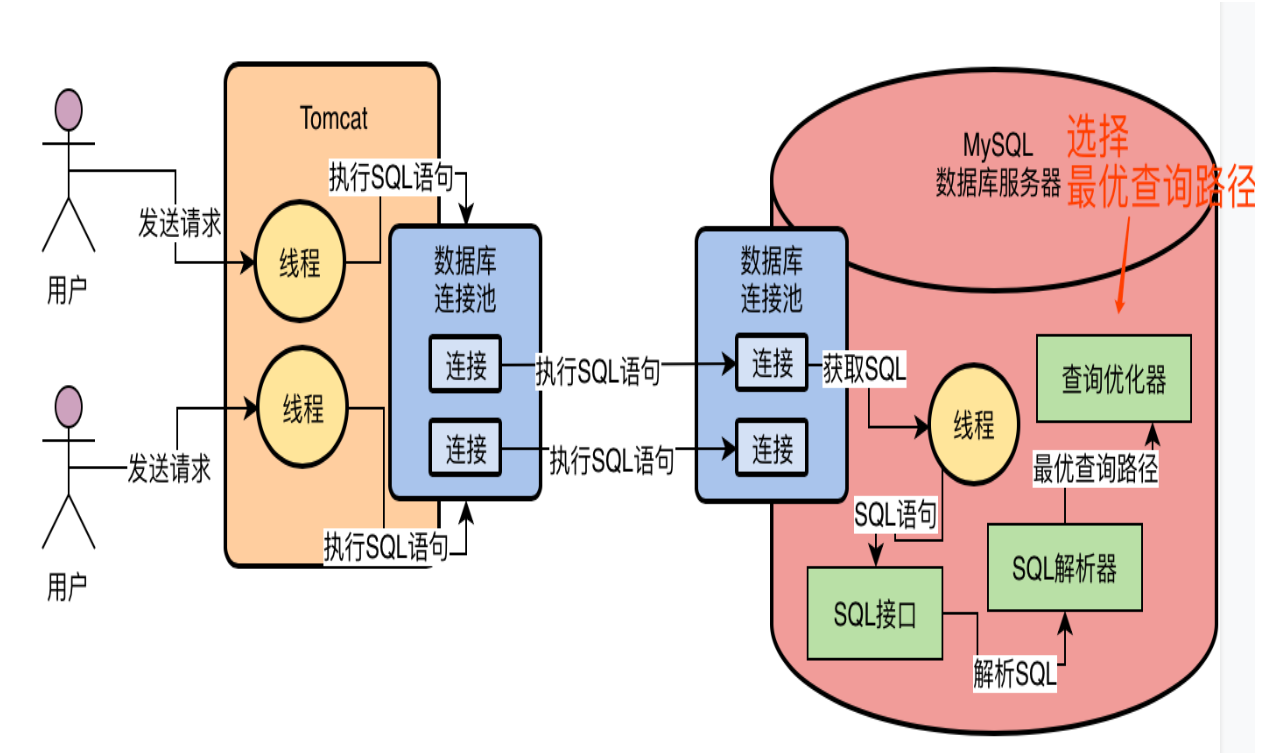 Tomcat
执行SQL语句
发送请求
线程
用户
数据库
连接池
连接
连接
线程
发送请求
执行SQL语句
用户
执行SQL语句
执行SQL语句
MySQL
数据库服务器
选择
最优查询路径
数据库
连接池
连接
连接
获取SQL
线程
查询优化器
最优查询路径
SQL语句
SQL解析器
SQL接口
解析SQL